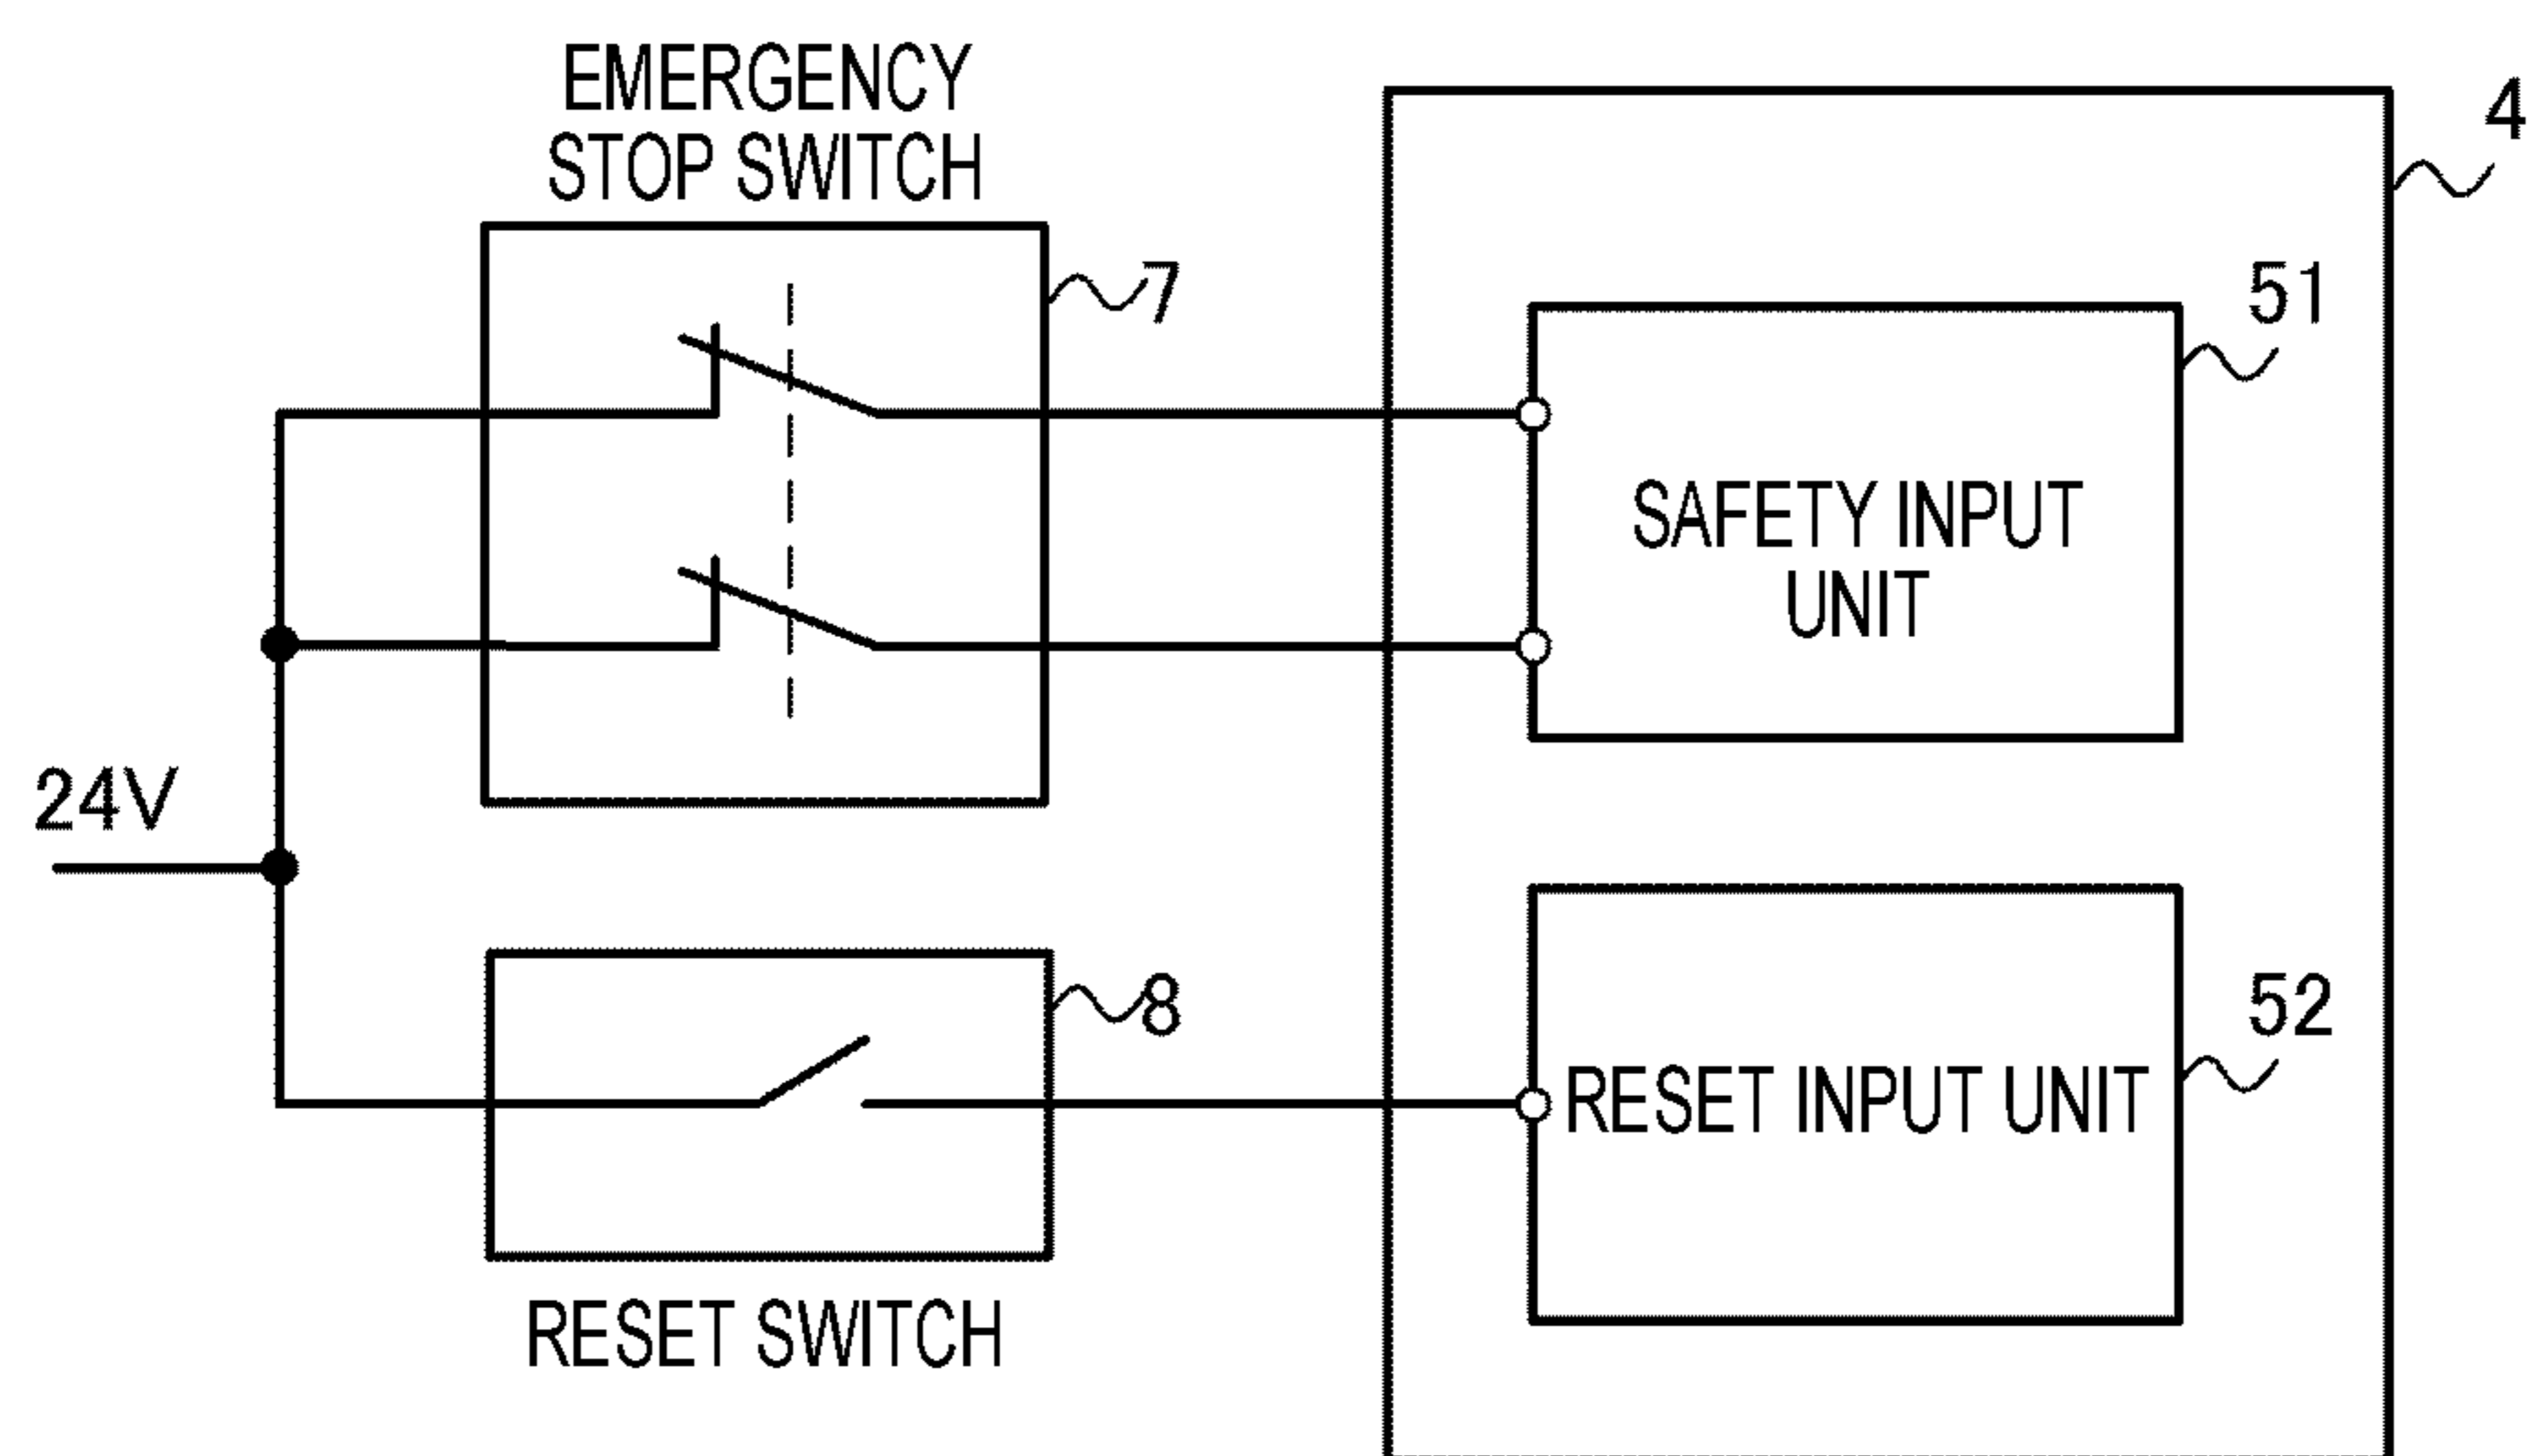 EMERGENCY
STOP SWITCH
4
7
51
SAFETY INPUT
UNIT
24V
8
52
RESET INPUT UNIT
RESET SWITCH